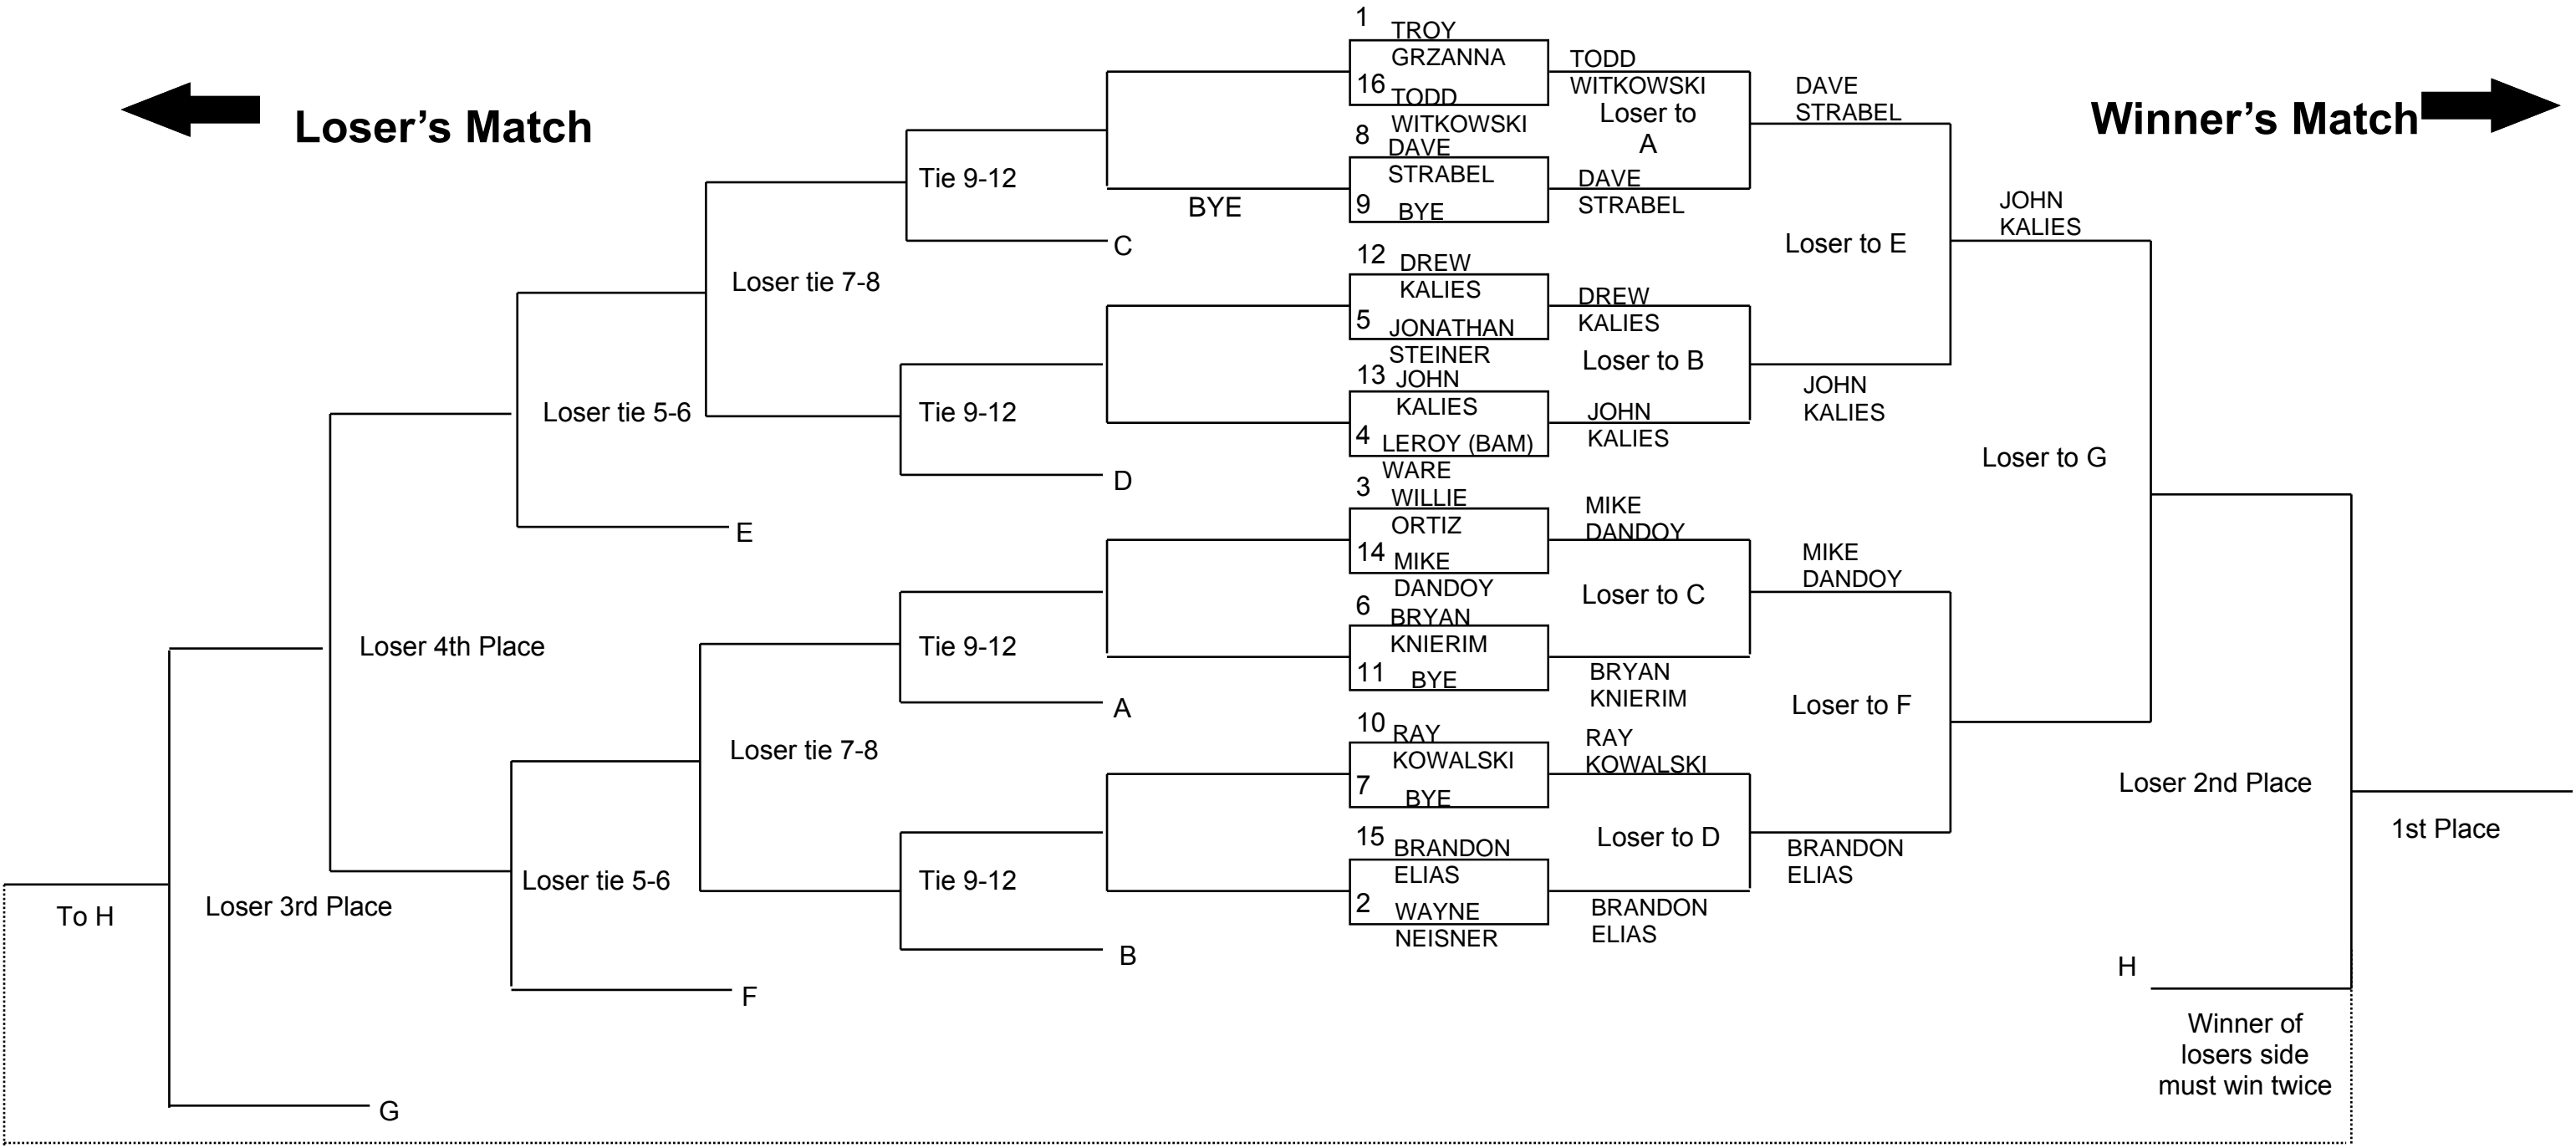 Loser's Match
Winner's Match
1
TROY
GRZANNA
16
TODD
WITKOWSKI
8
DAVE
STRABEL
9
BYE
12
DREW
KALIES
5
JONATHAN
STEINER
13
JOHN
KALIES
4
LEROY (BAM)
WARE
3
WILLIE
ORTIZ
14
MIKE
DANDOY
6
BRYAN
KNIERIM
11
BYE
10
RAY
KOWALSKI
7
BYE
15
BRANDON
ELIAS
2
WAYNE
NEISNER
TODD
WITKOWSKI
Loser to
A
DAVE
STRABEL
DREW
KALIES
Loser to B
JOHN
KALIES
MIKE
DANDOY
Loser to C
BRYAN
KNIERIM
RAY
KOWALSKI
Loser to D
BRANDON
ELIAS
DAVE
STRABEL
Loser to E
JOHN
KALIES
MIKE
DANDOY
Loser to F
BRANDON
ELIAS
JOHN
KALIES
Loser to G
Loser 2nd Place
1st Place
H
Winner of
losers side
must win twice
BYE
Tie 9-12
C
Tie 9-12
D
Tie 9-12
A
Tie 9-12
B
Loser tie 7-8
Loser tie 7-8
Loser tie 5-6
E
Loser tie 5-6
F
Loser 4th Place
Loser 3rd Place
G
To H